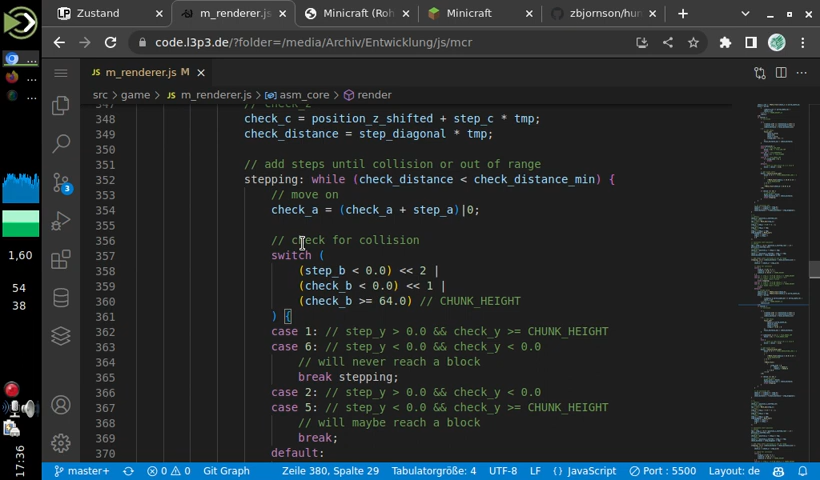 Zustand
m_renderer.js
Minicraft (Rob
Minicraft
zbjornson/hun
code.l3p3.de/?folder=/media/Archiv/Entwicklung/js/mcr
JS m_renderer.js M
src > game > JS m_renderer.js > asm_core > render
347 // check_z
348 check_c = position_z_shifted + step_c * tmp;
349 check_distance = step_diagonal * tmp;
350
351 // add steps until collision or out of range
352 stepping: while (check_distance < check_distance_min) {
353 // move on
354 check_a = (check_a + step_a)|0;
355
356 // check for collision
357 switch (
358 (step_b < 0.0) << 2 |
359 (check_b < 0.0) << 1 |
360 (check_b >= 64.0) // CHUNK_HEIGHT
361 ) {
362 case 1: // step_y > 0.0 && check_y >= CHUNK_HEIGHT
363 case 6: // step_y < 0.0 && check_y < 0.0
364 // will never reach a block
365 break stepping;
366 case 2: // step_y > 0.0 && check_y < 0.0
367 case 5: // step_y < 0.0 && check_y >= CHUNK_HEIGHT
368 // will maybe reach a block
369 break;
370 default:
3
1,60
54
38
17:36
master+ 0 0 Git Graph Zeile 380, Spalte 29 Tabulatorgröße: 4 UTF-8 LF {} JavaScript Port : 5500 Layout: de